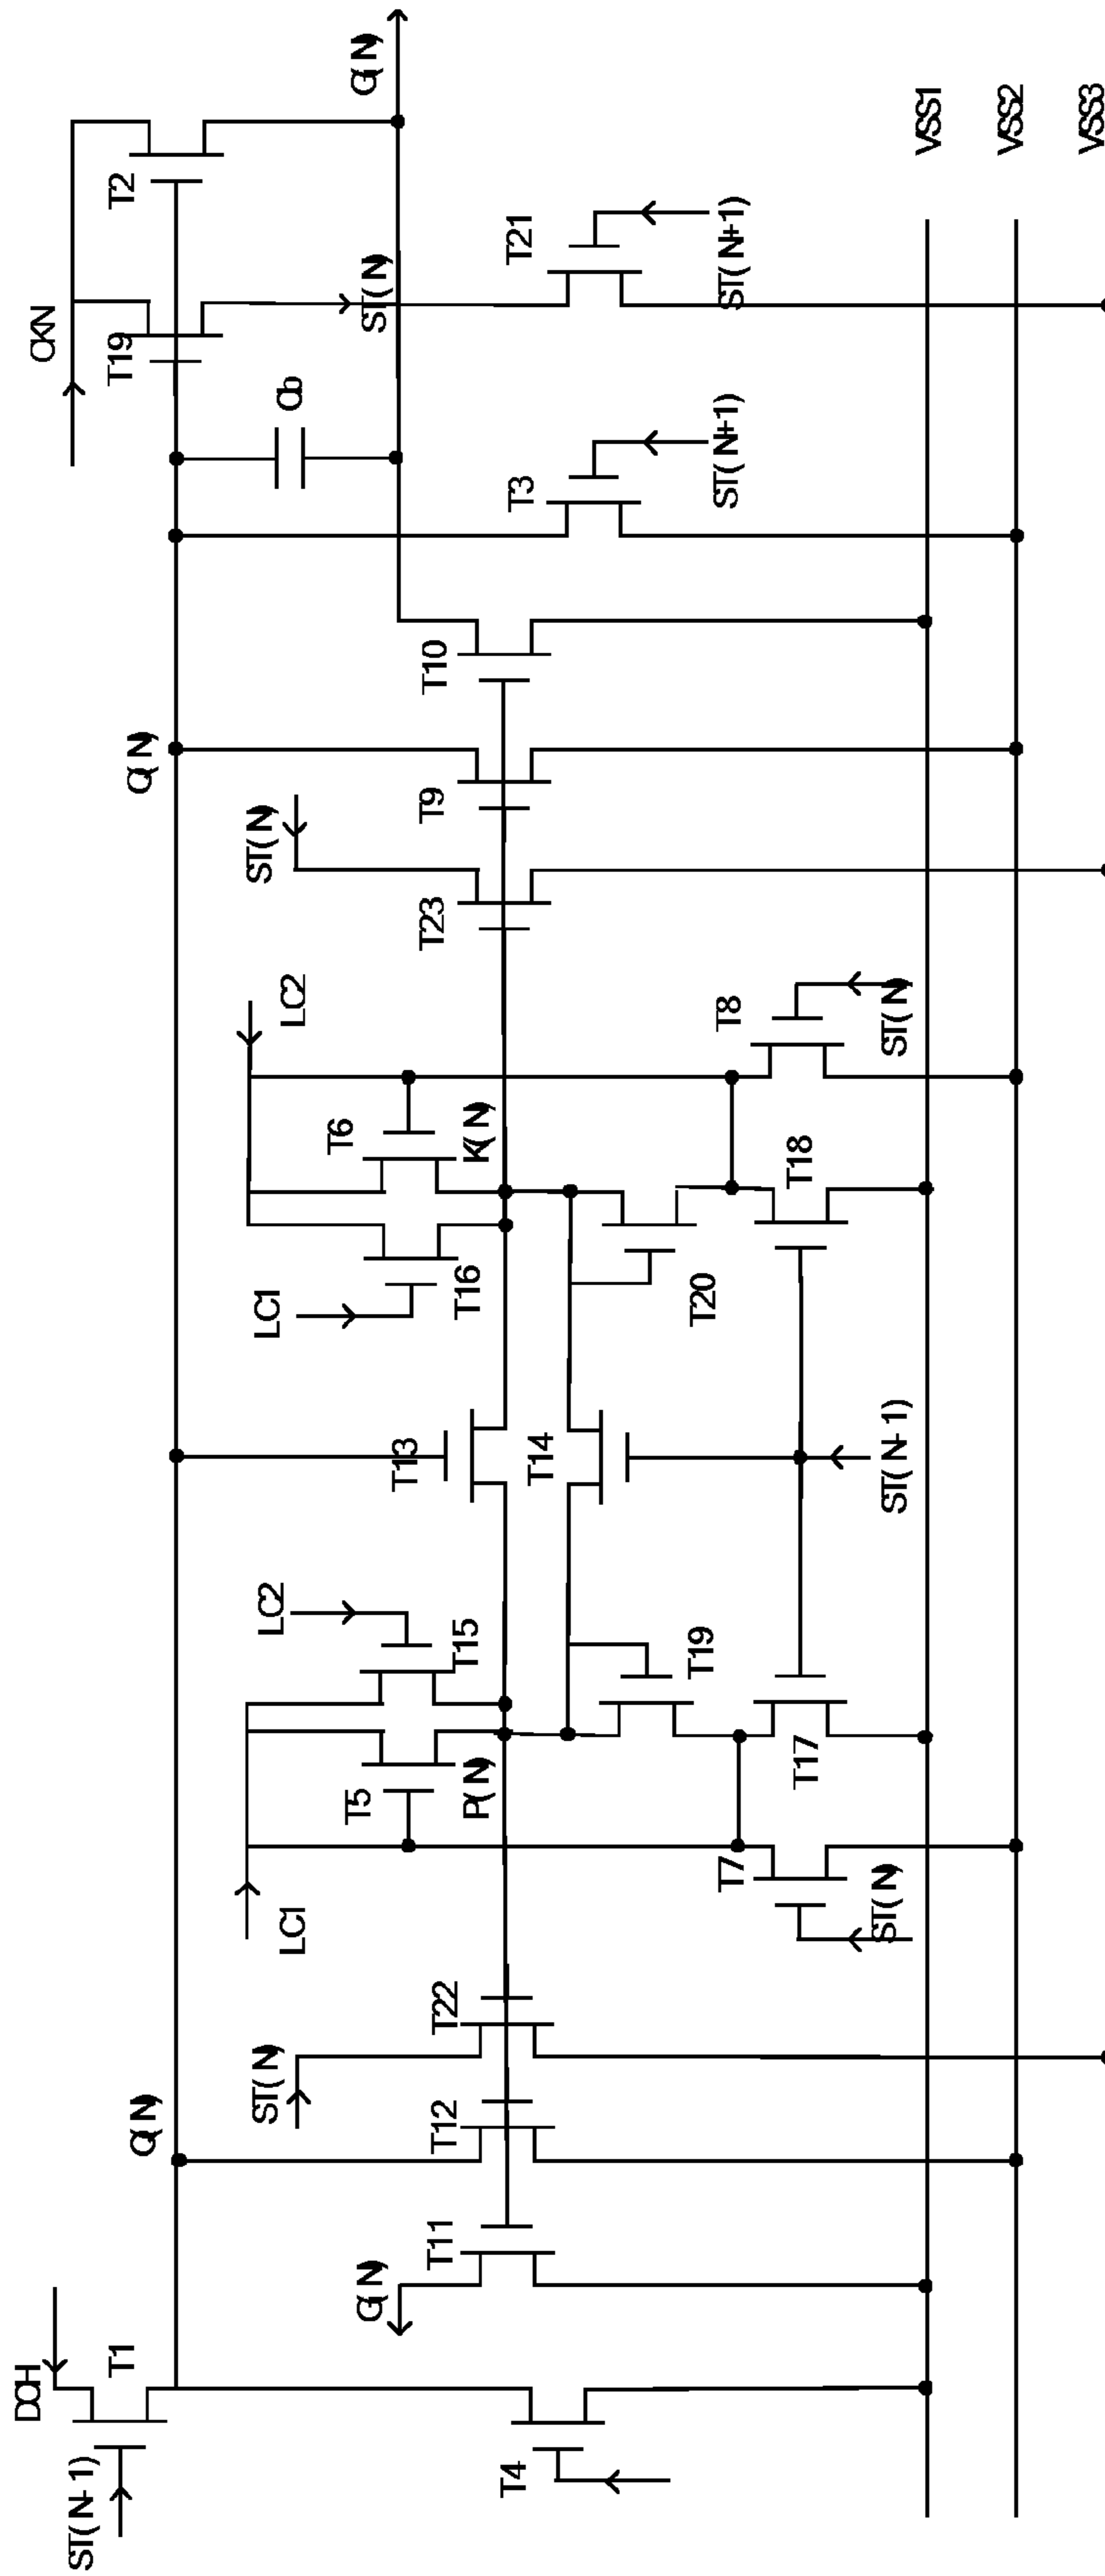 DCH
ST(N-1)
T1
T4
G(N)
T11
Q(N)
T12
ST(N)
T22
LC1
T5
P(N)
T7
ST(N)
LC2
T15
T19
T17
T13
T14
ST(N-1)
LC1
T16
T20
T6
K(N)
T18
LC2
T8
ST(N)
ST(N)
T23
Q(N)
T9
T10
T3
ST(N+1)
Cb
CKN
T19
ST(N)
T2
T21
ST(N+1)
G(N)
VSS1
VSS2
VSS3